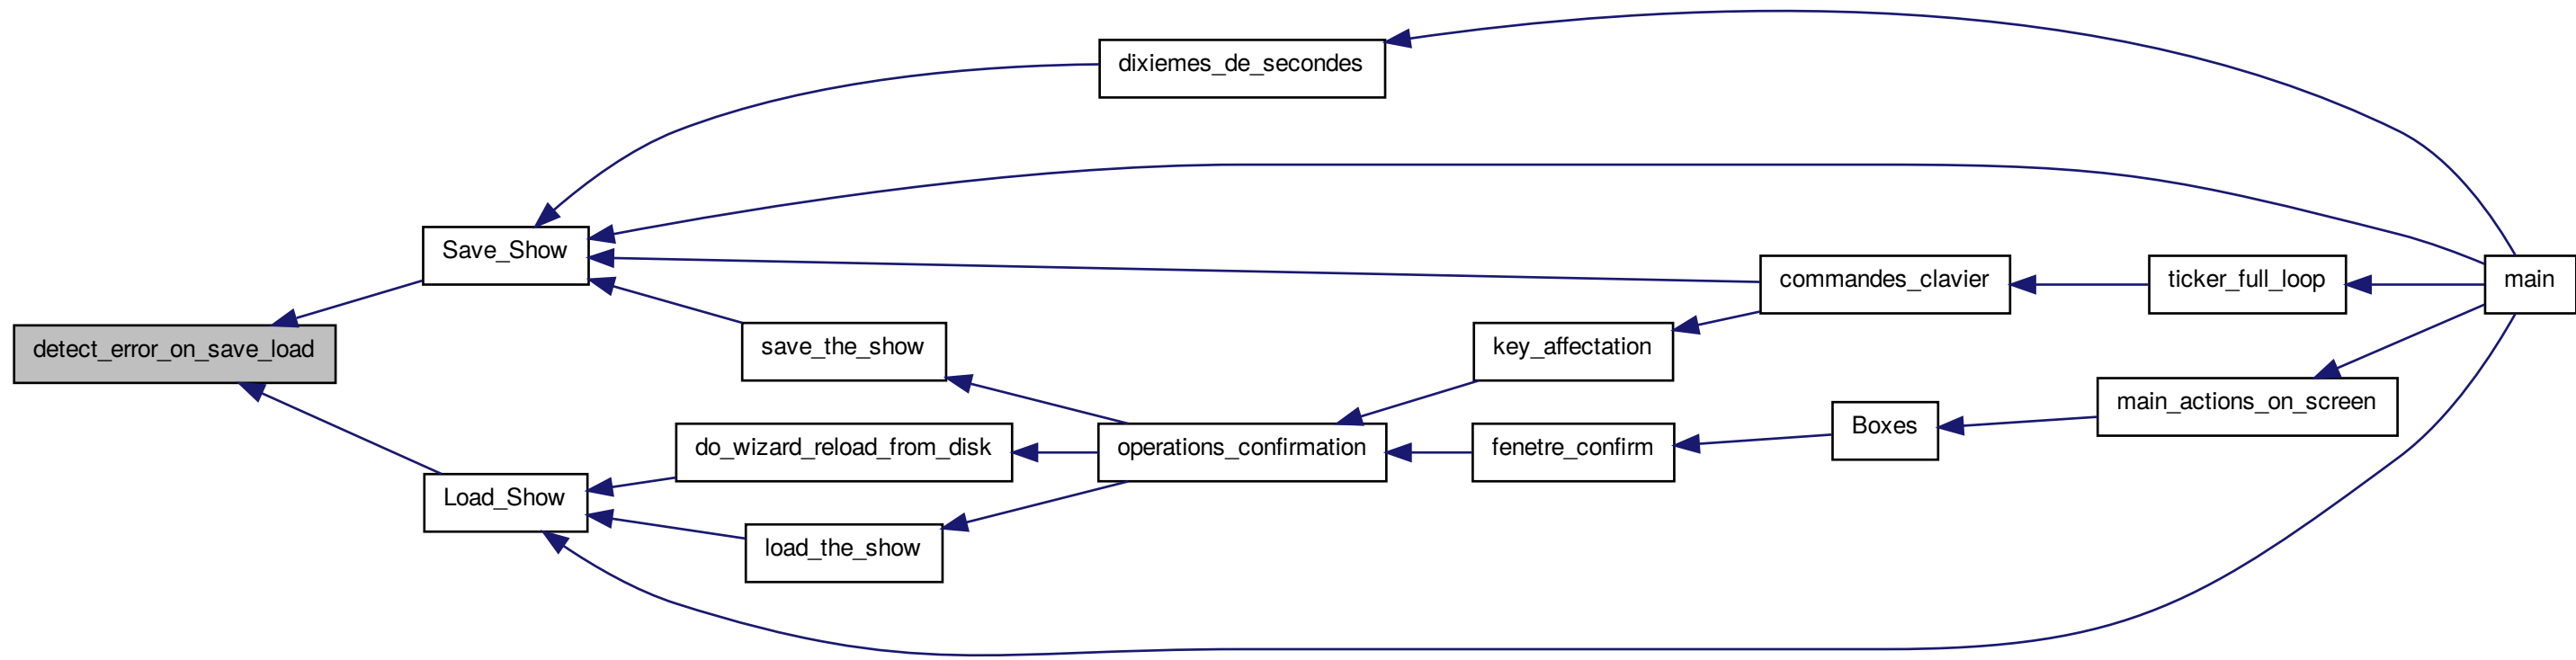 dixiemes_de_secondes
Save_Show
commandes_clavier
ticker_full_loop
main
detect_error_on_save_load
save_the_show
key_affectation
main_actions_on_screen
Boxes
do_wizard_reload_from_disk
operations_confirmation
fenetre_confirm
Load_Show
load_the_show